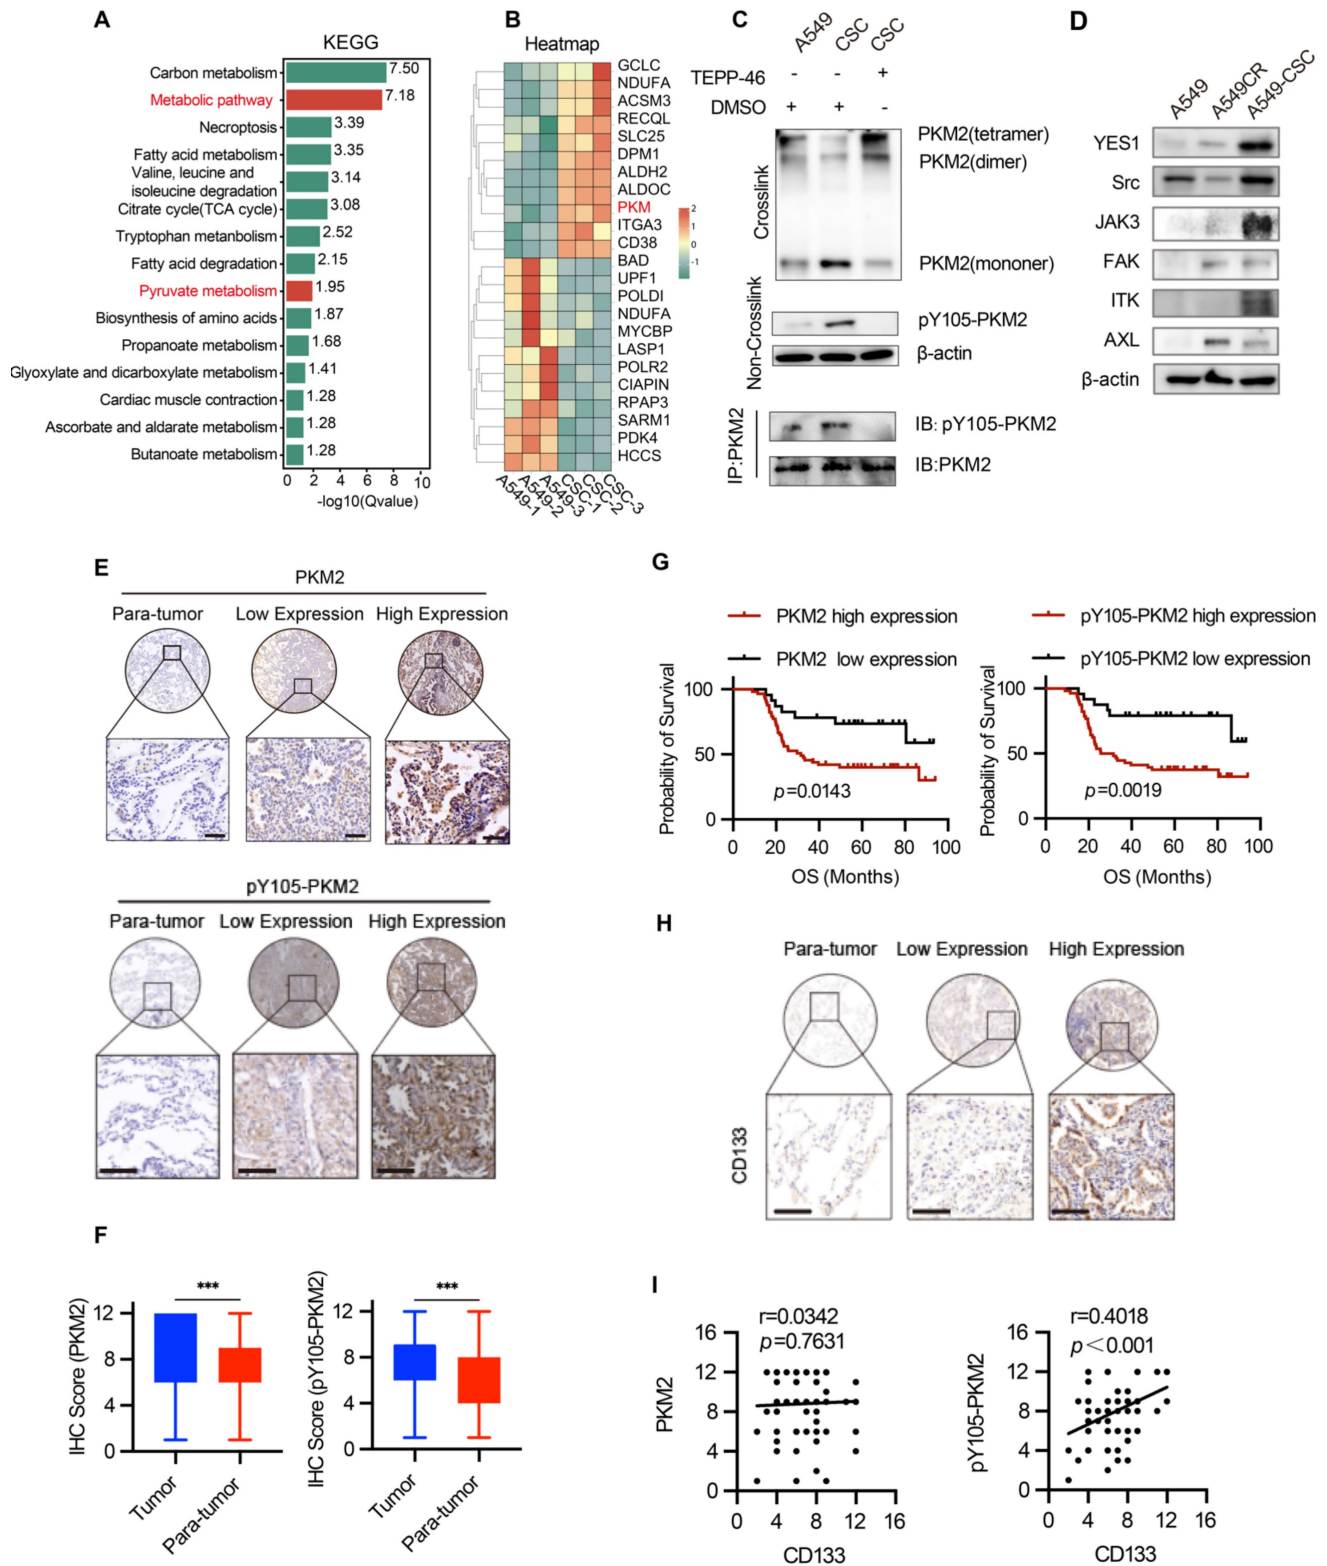 A
KEGG
Carbon metabolism
7.50
Metabolic pathway
7.18
Necroptosis
3.39
Fatty acid metabolism
3.35
Valine, leucine and
isoleucine degradation
3.14
Citrate cycle(TCA cycle)
3.08
Tryptophan metanbolism
2.52
Fatty acid degradation
2.15
Pyruvate metabolism
1.95
Biosynthesis of amino acids
1.87
Propanoate metabolism
1.68
Glyoxylate and dicarboxylate metabolism
1.41
Cardiac muscle contraction
1.28
Ascorbate and aldarate metabolism
1.28
Butanoate metabolism
1.28
0 2 4 6 8 10
-log10(Qvalue)
B
Heatmap
GCLC
NDUFA
ACSM3
RECQL
SLC25
DPM1
ALDH2
ALDOC
PKM
ITGA3
CD38
BAD
UPF1
POLDI
NDUFA
MYCBP
LASP1
POLR2
CIAPIN
RPAP3
SARM1
PDK4
HCCS
2
1
0
-1
A549-1
A549-2
A549-3
CSC-1
CSC-2
CSC-3
C
A549 CSC CSC
TEPP-46 - - +
DMSO + + -
Crosslink
PKM2(tetramer)
PKM2(dimer)
PKM2(mononer)
Non-Crosslink
pY105-PKM2
β-actin
IP:PKM2
IB: pY105-PKM2
IB:PKM2
D
A549 A549CR A549-CSC
YES1
Src
JAK3
FAK
ITK
AXL
β-actin
E
PKM2
Para-tumor Low Expression High Expression
pY105-PKM2
Para-tumor Low Expression High Expression
F
IHC Score (PKM2)
12
8
4
0
***
Tumor
Para-tumor
IHC Score (pY105-PKM2)
12
8
4
0
***
Tumor
Para-tumor
G
PKM2 high expression
PKM2 low expression
Probability of Survival
100
50
0
p=0.0143
0 20 40 60 80 100
OS (Months)
pY105-PKM2 high expression
pY105-PKM2 low expression
Probability of Survival
100
50
0
p=0.0019
0 20 40 60 80 100
OS (Months)
H
Para-tumor Low Expression High Expression
CD133
I
r=0.0342
p=0.7631
PKM2
16
12
8
4
0
0 4 8 12 16
CD133
r=0.4018
p<0.001
pY105-PKM2
16
12
8
4
0
0 4 8 12 16
CD133